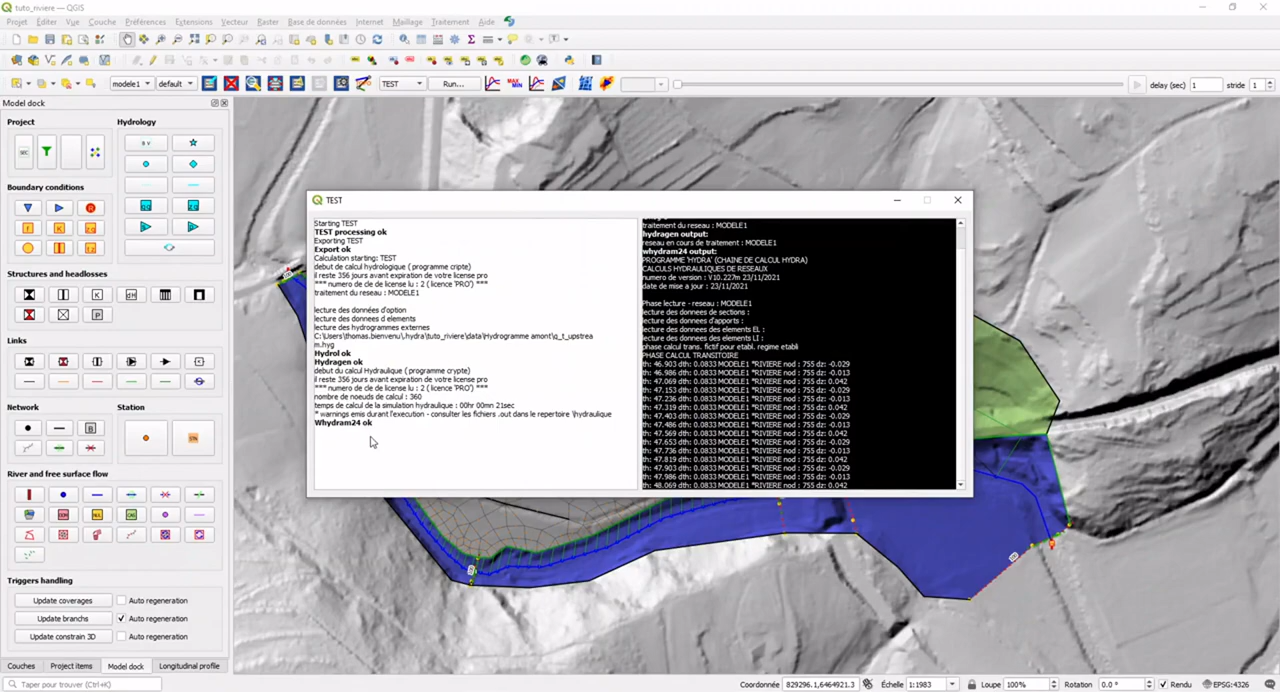 tuto_riviere — QGIS
Projet Éditer Vue Couche Préférences Extensions Vecteur Raster Base de données Internet Maillage Traitement Aide
model1 default TEST Run... delay (sec) 1 stride 1
Model dock
Project Hydrology
Boundary conditions
Structures and headlosses
Links
Network Station
River and free surface flow
Triggers handling
Update coverages Auto regeneration
Update branchs Auto regeneration
Update constrain 3D Auto regeneration
Couches Project items Model dock Longitudinal profile
TEST
Starting TEST
TEST processing ok
Exporting TEST
Export ok
Calculation starting: TEST
debut de calcul hydrologique ( programme cripte)
il reste 356 jours avant expiration de votre license pro
*** numero de cle de license lu : 2 ( licence 'PRO') ***
traitement du reseau : MODELE1
lecture des données d'option
lecture des donnees d elements
lecture des hydrogrammes externes
C:\Users\thomas.bienvenu\.hydra\tuto_riviere\data\Hydrogramme amont\q_t_upstrea
m.hyg
Hydrol ok
Hydragen ok
debut du calcul Hydraulique ( programme crypte)
il reste 356 jours avant expiration de votre license pro
*** numero de cle de license lu : 2 ( licence 'PRO') ***
nombre de noeuds de calcul : 360
temps de calcul de la simulation hydraulique : 00hr 00mn 21sec
* warnings emis durant l'execution - consulter les fichiers .out dans le repertoire \hydraulique
Whydram24 ok
traitement du reseau : MODELE1
hydragen output:
reseau en cours de traitement : MODELE1
whydram24 output:
PROGRAMME 'HYDRA' (CHAINE DE CALCUL HYDRA)
CALCULS HYDRAULIQUES DE RESEAUX
numero de version : V10.227m 23/11/2021
date de mise a jour : 23/11/2021
Phase lecture - reseau : MODELE1
lecture des donnees de sections :
lecture des donnees d'apports :
lecture des donnees des elements EL :
lecture des donnees des elements LI :
phase calcul trans. fictif pour etabl. regime etabli
PHASE CALCUL TRANSITOIRE
th: 46.903 dth: 0.0833 MODELE1 *RIVIERE nod : 755 dz: -0.029
th: 46.986 dth: 0.0833 MODELE1 *RIVIERE nod : 755 dz: -0.013
th: 47.069 dth: 0.0833 MODELE1 *RIVIERE nod : 755 dz: 0.042
th: 47.153 dth: 0.0833 MODELE1 *RIVIERE nod : 755 dz: -0.029
th: 47.236 dth: 0.0833 MODELE1 *RIVIERE nod : 755 dz: -0.013
th: 47.319 dth: 0.0833 MODELE1 *RIVIERE nod : 755 dz: 0.042
th: 47.403 dth: 0.0833 MODELE1 *RIVIERE nod : 755 dz: -0.029
th: 47.486 dth: 0.0833 MODELE1 *RIVIERE nod : 755 dz: -0.013
th: 47.569 dth: 0.0833 MODELE1 *RIVIERE nod : 755 dz: 0.042
th: 47.653 dth: 0.0833 MODELE1 *RIVIERE nod : 755 dz: -0.029
th: 47.736 dth: 0.0833 MODELE1 *RIVIERE nod : 755 dz: -0.013
th: 47.819 dth: 0.0833 MODELE1 *RIVIERE nod : 755 dz: 0.042
th: 47.903 dth: 0.0833 MODELE1 *RIVIERE nod : 755 dz: -0.029
th: 47.986 dth: 0.0833 MODELE1 *RIVIERE nod : 755 dz: -0.013
th: 48.069 dth: 0.0833 MODELE1 *RIVIERE nod : 755 dz: 0.042
Taper pour trouver (Ctrl+K) Coordonnée 829296.1,6464921.3 Échelle 1:1983 Loupe 100% Rotation 0.0 ° Rendu EPSG:4326